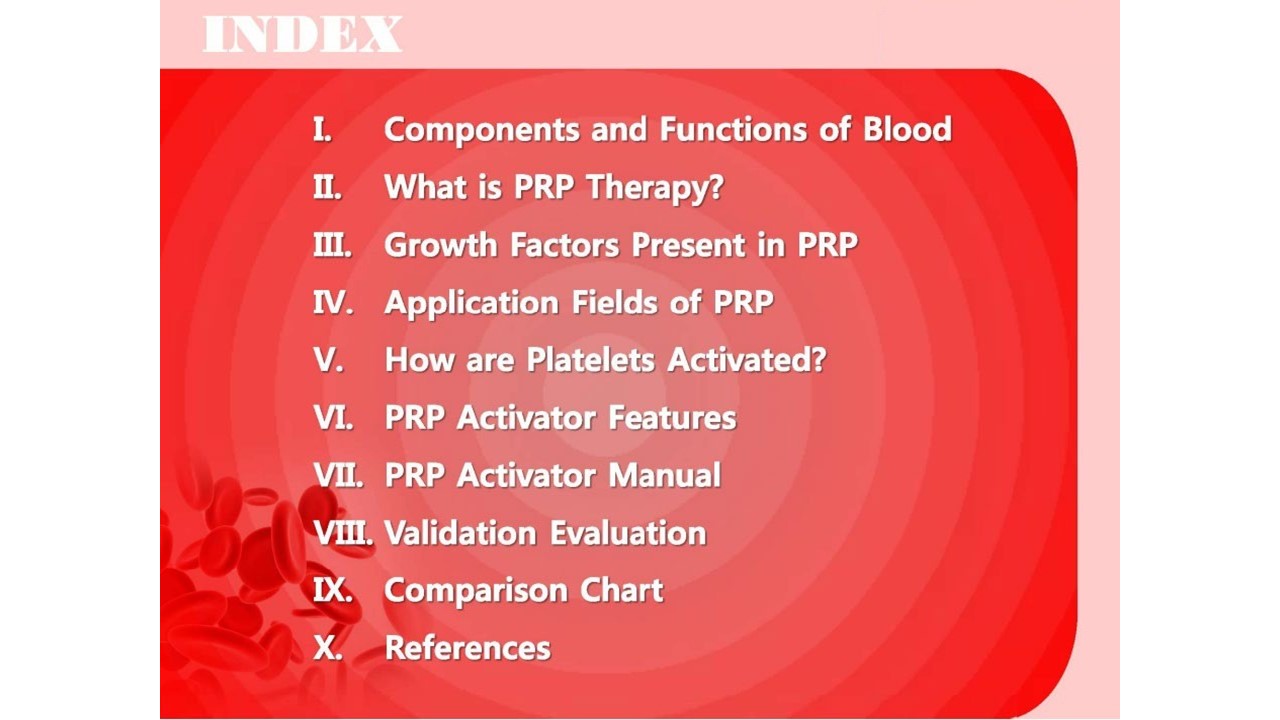 INDEX
I. Components and Functions of Blood
II. What is PRP Therapy?
III. Growth Factors Present in PRP
IV. Application Fields of PRP
V. How are Platelets Activated?
VI. PRP Activator Features
VII. PRP Activator Manual
VIII. Validation Evaluation
IX. Comparison Chart
X. References